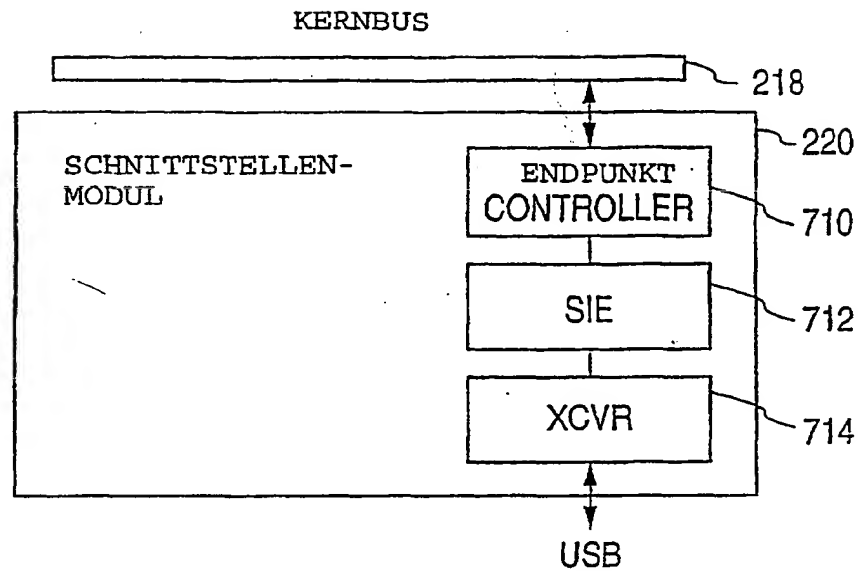 KERNBUS
218
220
SCHNITTSTELLEN-
MODUL
ENDPUNKT
CONTROLLER
710
SIE
712
XCVR
714
USB